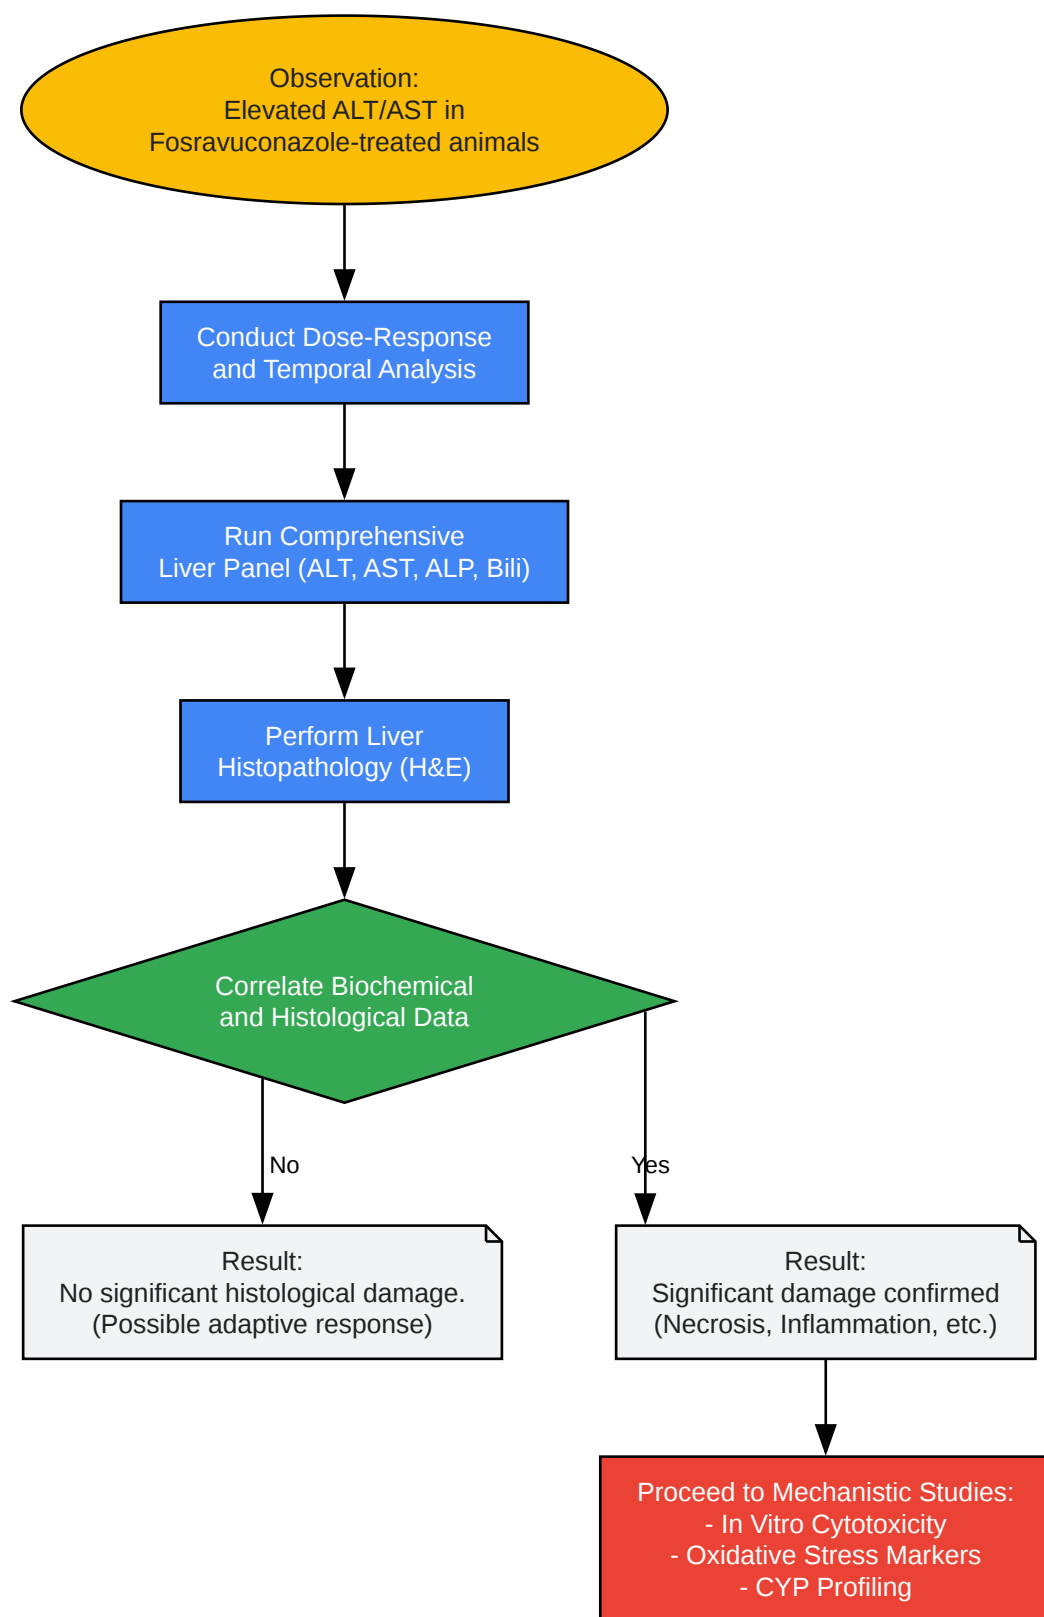 Observation:
Elevated ALT/AST in
Fosravuconazole-treated animals
Conduct Dose-Response
and Temporal Analysis
Run Comprehensive
Liver Panel (ALT, AST, ALP, Bili)
Perform Liver
Histopathology (H&E)
Correlate Biochemical
and Histological Data
No
Yes
Result:
No significant histological damage.
(Possible adaptive response)
Result:
Significant damage confirmed
(Necrosis, Inflammation, etc.)
Proceed to Mechanistic Studies:
- In Vitro Cytotoxicity
- Oxidative Stress Markers
- CYP Profiling